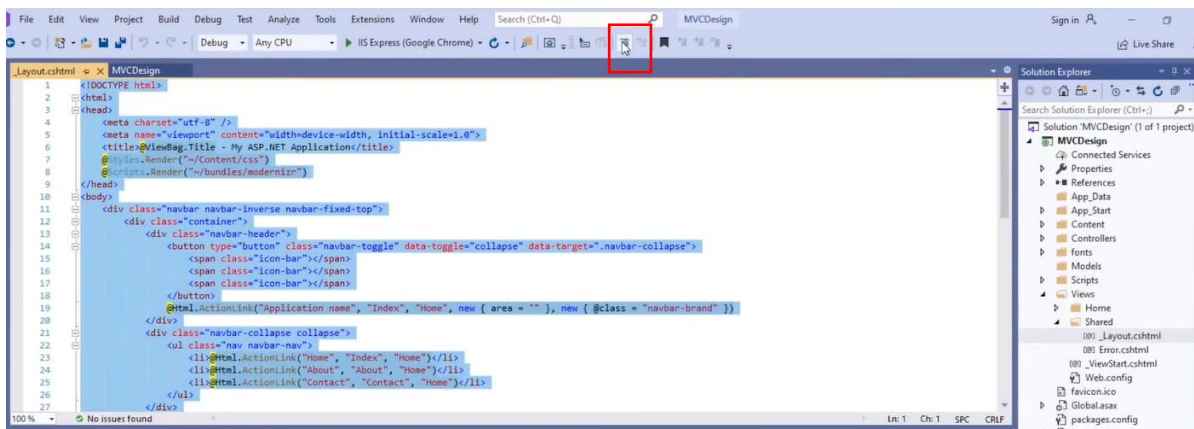 File Edit View Project Build Debug Test Analyze Tools Extensions Window Help Search (Ctrl+Q) MVCDesign Sign in
Debug Any CPU IIS Express (Google Chrome) Live Share
_Layout.cshtml MVCDesign
1 <!DOCTYPE html>
2 <html>
3 <head>
4 <meta charset="utf-8" />
5 <meta name="viewport" content="width=device-width, initial-scale=1.0">
6 <title>@ViewBag.Title - My ASP.NET Application</title>
7 @Styles.Render("~/Content/css")
8 @Scripts.Render("~/bundles/modernizr")
9 </head>
10 <body>
11 <div class="navbar navbar-inverse navbar-fixed-top">
12 <div class="container">
13 <div class="navbar-header">
14 <button type="button" class="navbar-toggle" data-toggle="collapse" data-target=".navbar-collapse">
15 <span class="icon-bar"></span>
16 <span class="icon-bar"></span>
17 <span class="icon-bar"></span>
18 </button>
19 @Html.ActionLink("Application name", "Index", "Home", new { area = "" }, new { @class = "navbar-brand" })
20 </div>
21 <div class="navbar-collapse collapse">
22 <ul class="nav navbar-nav">
23 <li>@Html.ActionLink("Home", "Index", "Home")</li>
24 <li>@Html.ActionLink("About", "About", "Home")</li>
25 <li>@Html.ActionLink("Contact", "Contact", "Home")</li>
26 </ul>
27 </div>
100 % No issues found Ln: 1 Ch: 1 SPC CRLF
Solution Explorer
Search Solution Explorer (Ctrl+;)
Solution 'MVCDesign' (1 of 1 project)
MVCDesign
Connected Services
Properties
References
App_Data
App_Start
Content
Controllers
fonts
Models
Scripts
Views
Home
Shared
_Layout.cshtml
Error.cshtml
_ViewStart.cshtml
Web.config
favicon.ico
Global.asax
packages.config